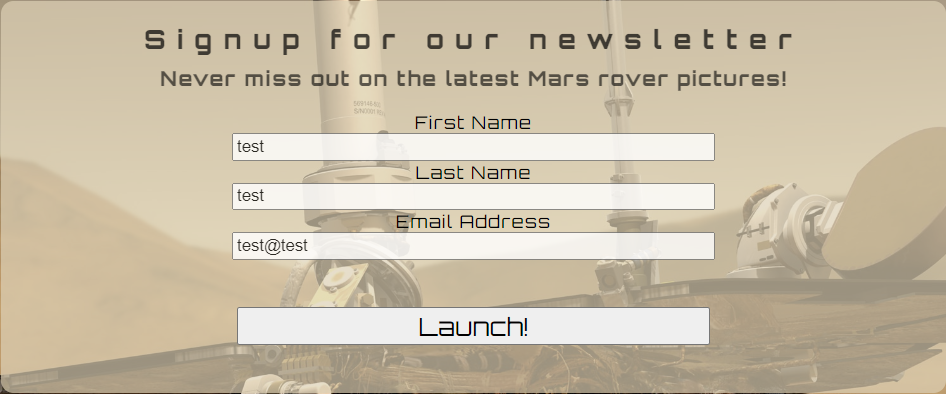 Signup for our newsletter
Never miss out on the latest Mars rover pictures!
First Name
test
Last Name
test
Email Address
test@test
Launch!